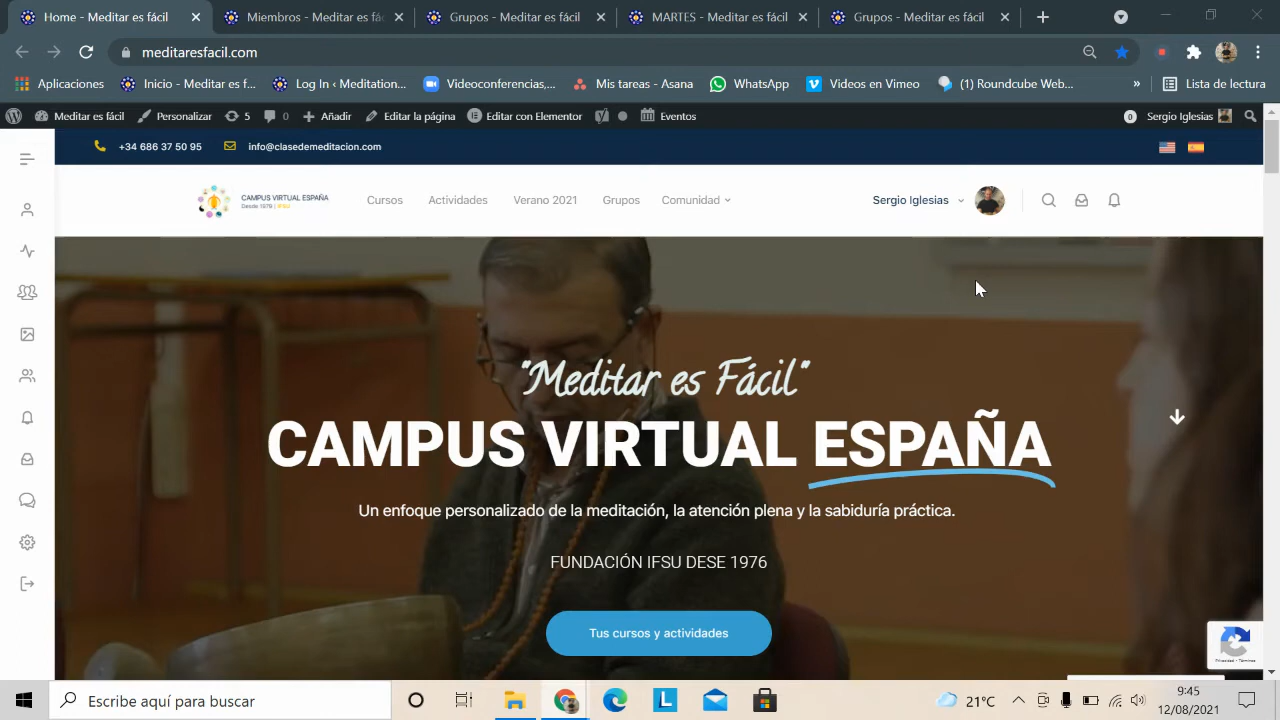 Home - Meditar es fácil
Miembros - Meditar es fác
Grupos - Meditar es fácil
MARTES - Meditar es fácil
Grupos - Meditar es fácil
meditaresfacil.com
Aplicaciones
Inicio - Meditar es f...
Log In ‹ Meditation...
Videoconferencias,...
Mis tareas - Asana
WhatsApp
Videos en Vimeo
(1) Roundcube Web...
»
Lista de lectura
Meditar es fácil
Personalizar
5
0
Añadir
Editar la página
Editar con Elementor
Eventos
0
Sergio Iglesias
+34 686 37 50 95
info@clasedemeditacion.com
CAMPUS VIRTUAL ESPAÑA
Desde 1976 | IFSU
Cursos
Actividades
Verano 2021
Grupos
Comunidad
Sergio Iglesias
"Meditar es Fácil"
CAMPUS VIRTUAL ESPAÑA
Un enfoque personalizado de la meditación, la atención plena y la sabiduría práctica.
FUNDACIÓN IFSU DESE 1976
Tus cursos y actividades
Privacidad - Términos
Escribe aquí para buscar
21°C
9:45
12/08/2021